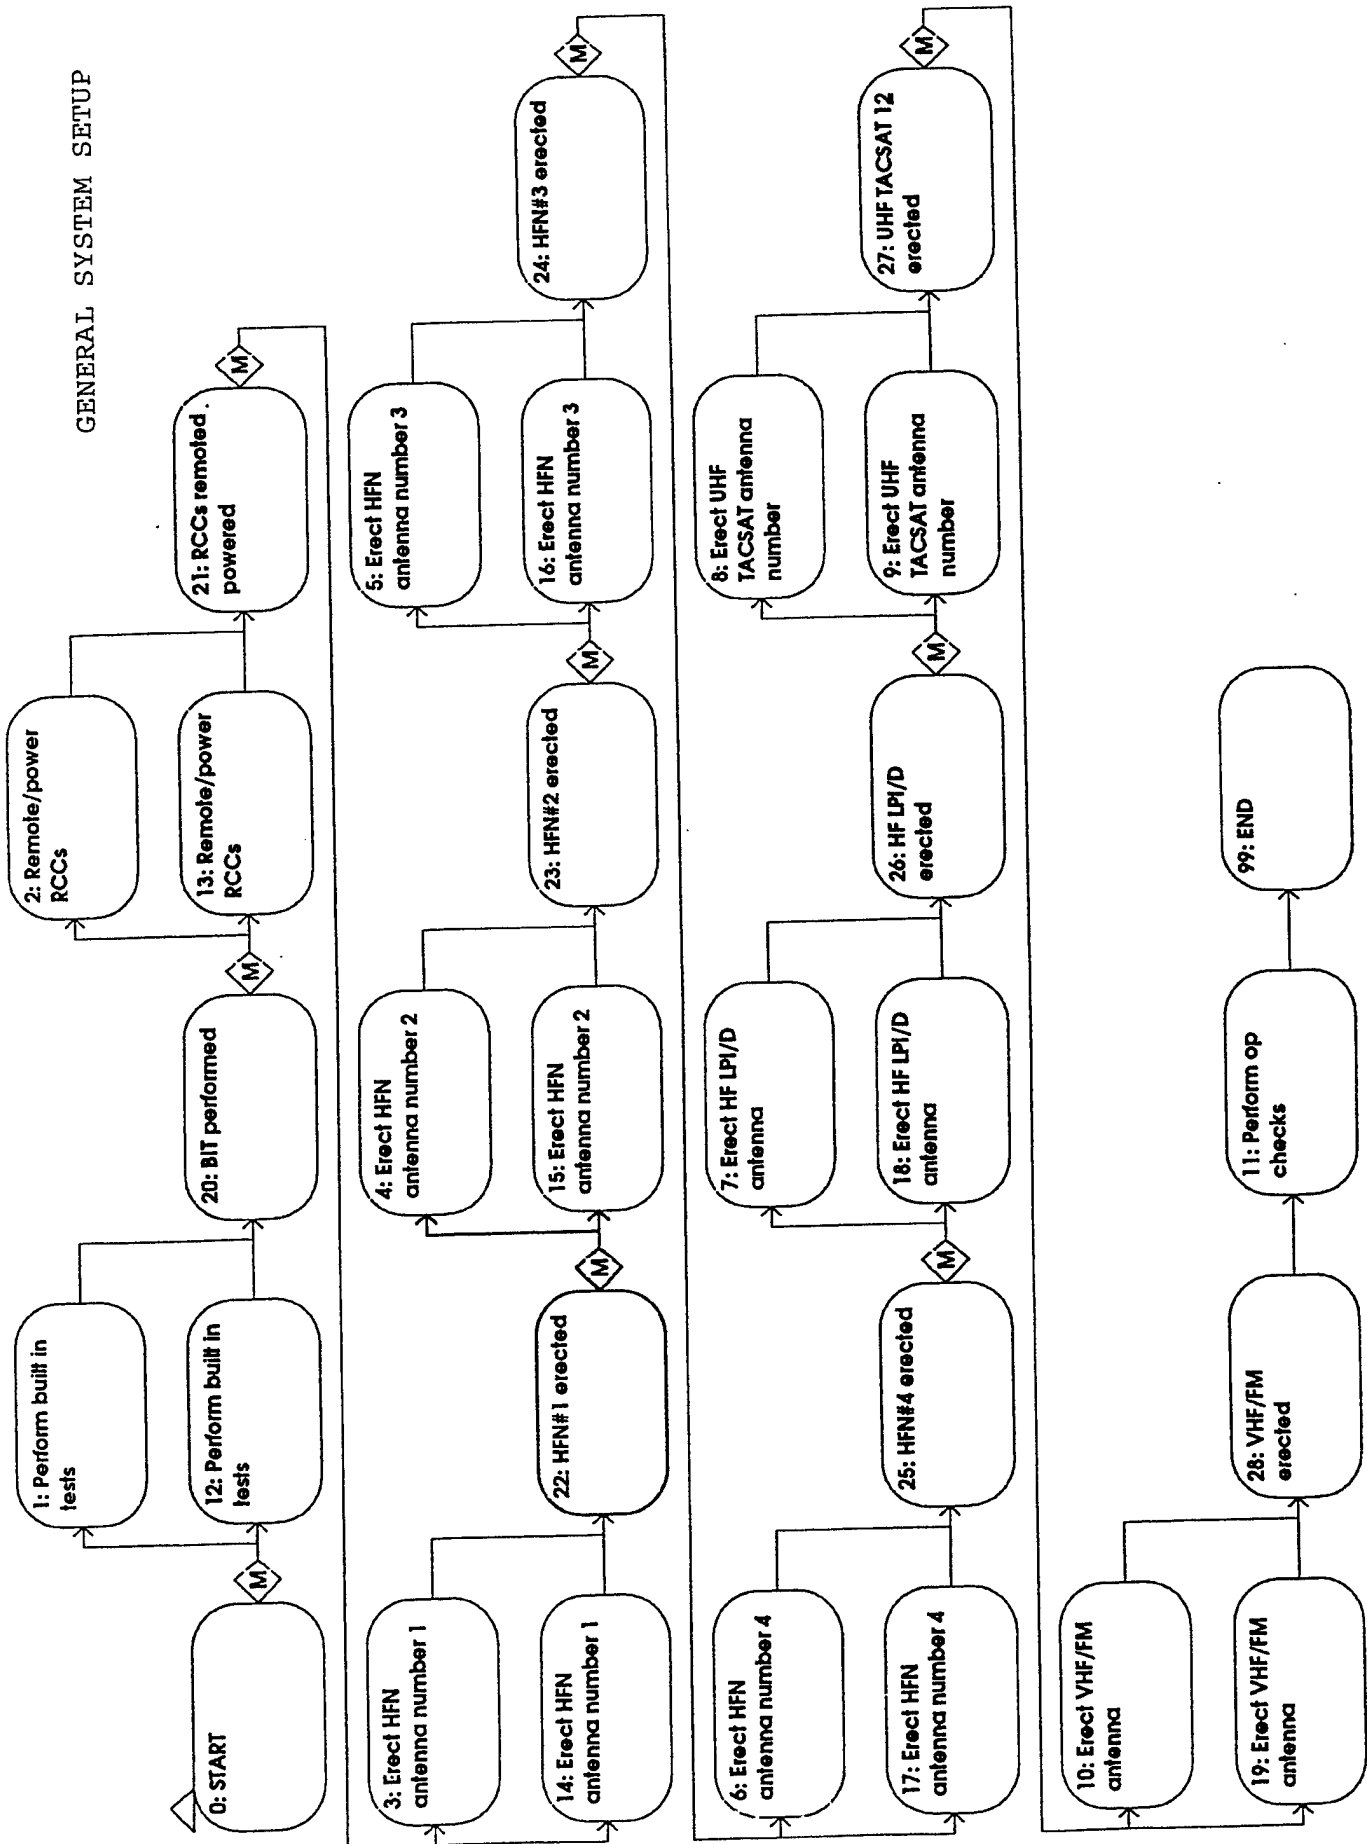 GENERAL SYSTEM SETUP
0: START
M
1: Perform built in
tests
12: Perform built in
tests
20: BIT performed
M
2: Remote/power
RCCs
13: Remote/power
RCCs
21: RCCs remoted.
powered
M
3: Erect HFN
antenna number 1
14: Erect HFN
antenna number 1
22: HFN#1 erected
M
4: Erect HFN
antenna number 2
15: Erect HFN
antenna number 2
23: HFN#2 erected
M
5: Erect HFN
antenna number 3
16: Erect HFN
antenna number 3
24: HFN#3 erected
M
6: Erect HFN
antenna number 4
17: Erect HFN
antenna number 4
25: HFN#4 erected
M
7: Erect HF LPI/D
antenna
18: Erect HF LPI/D
antenna
26: HF LPI/D
erected
M
8: Erect UHF
TACSAT antenna
number
9: Erect UHF
TACSAT antenna
number
27: UHF TACSAT 12
erected
M
10: Erect VHF/FM
antenna
19: Erect VHF/FM
antenna
28: VHF/FM
erected
11: Perform op
checks
99: END